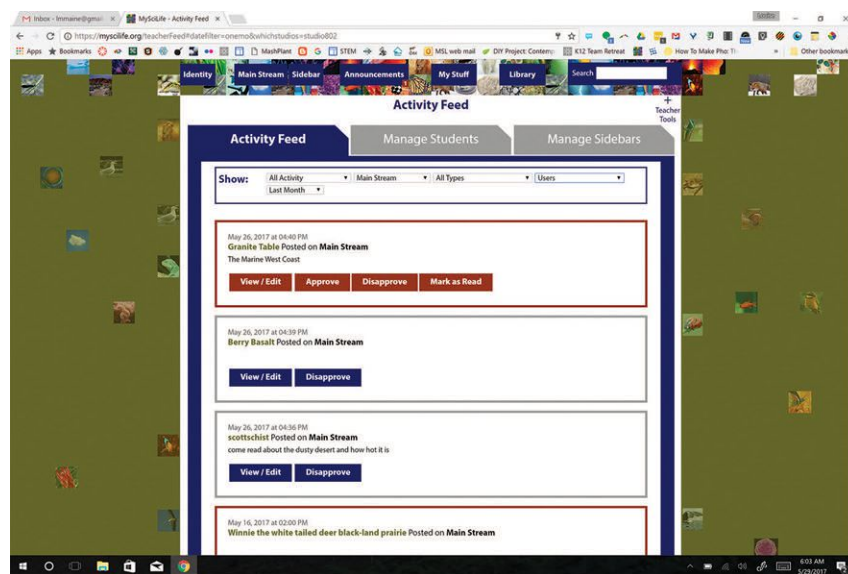 Inbox - lmmaine@gmai
MySciLife - Activity Feed
https://myscilife.org/teacherFeed#datefilter=onemo&whichstudios=studio802
Apps Bookmarks MashPlant G STEM MSL web mail DIY Project: Contemp K12 Team Retreat How To Make Pho: Tl Other bookmark
Identity Main Stream Sidebar Announcements My Stuff Library Search
Activity Feed
+
Teacher
Tools
Activity Feed Manage Students Manage Sidebars
Show: All Activity Main Stream All Types Users
Last Month
May 26, 2017 at 04:40 PM
Granite Table Posted on Main Stream
The Marine West Coast
View / Edit Approve Disapprove Mark as Read
May 26, 2017 at 04:39 PM
Berry Basalt Posted on Main Stream
View / Edit Disapprove
May 26, 2017 at 04:36 PM
scottschist Posted on Main Stream
come read about the dusty desert and how hot it is
View / Edit Disapprove
May 16, 2017 at 02:00 PM
Winnie the white tailed deer black-land prairie Posted on Main Stream
6:03 AM
5/29/2017